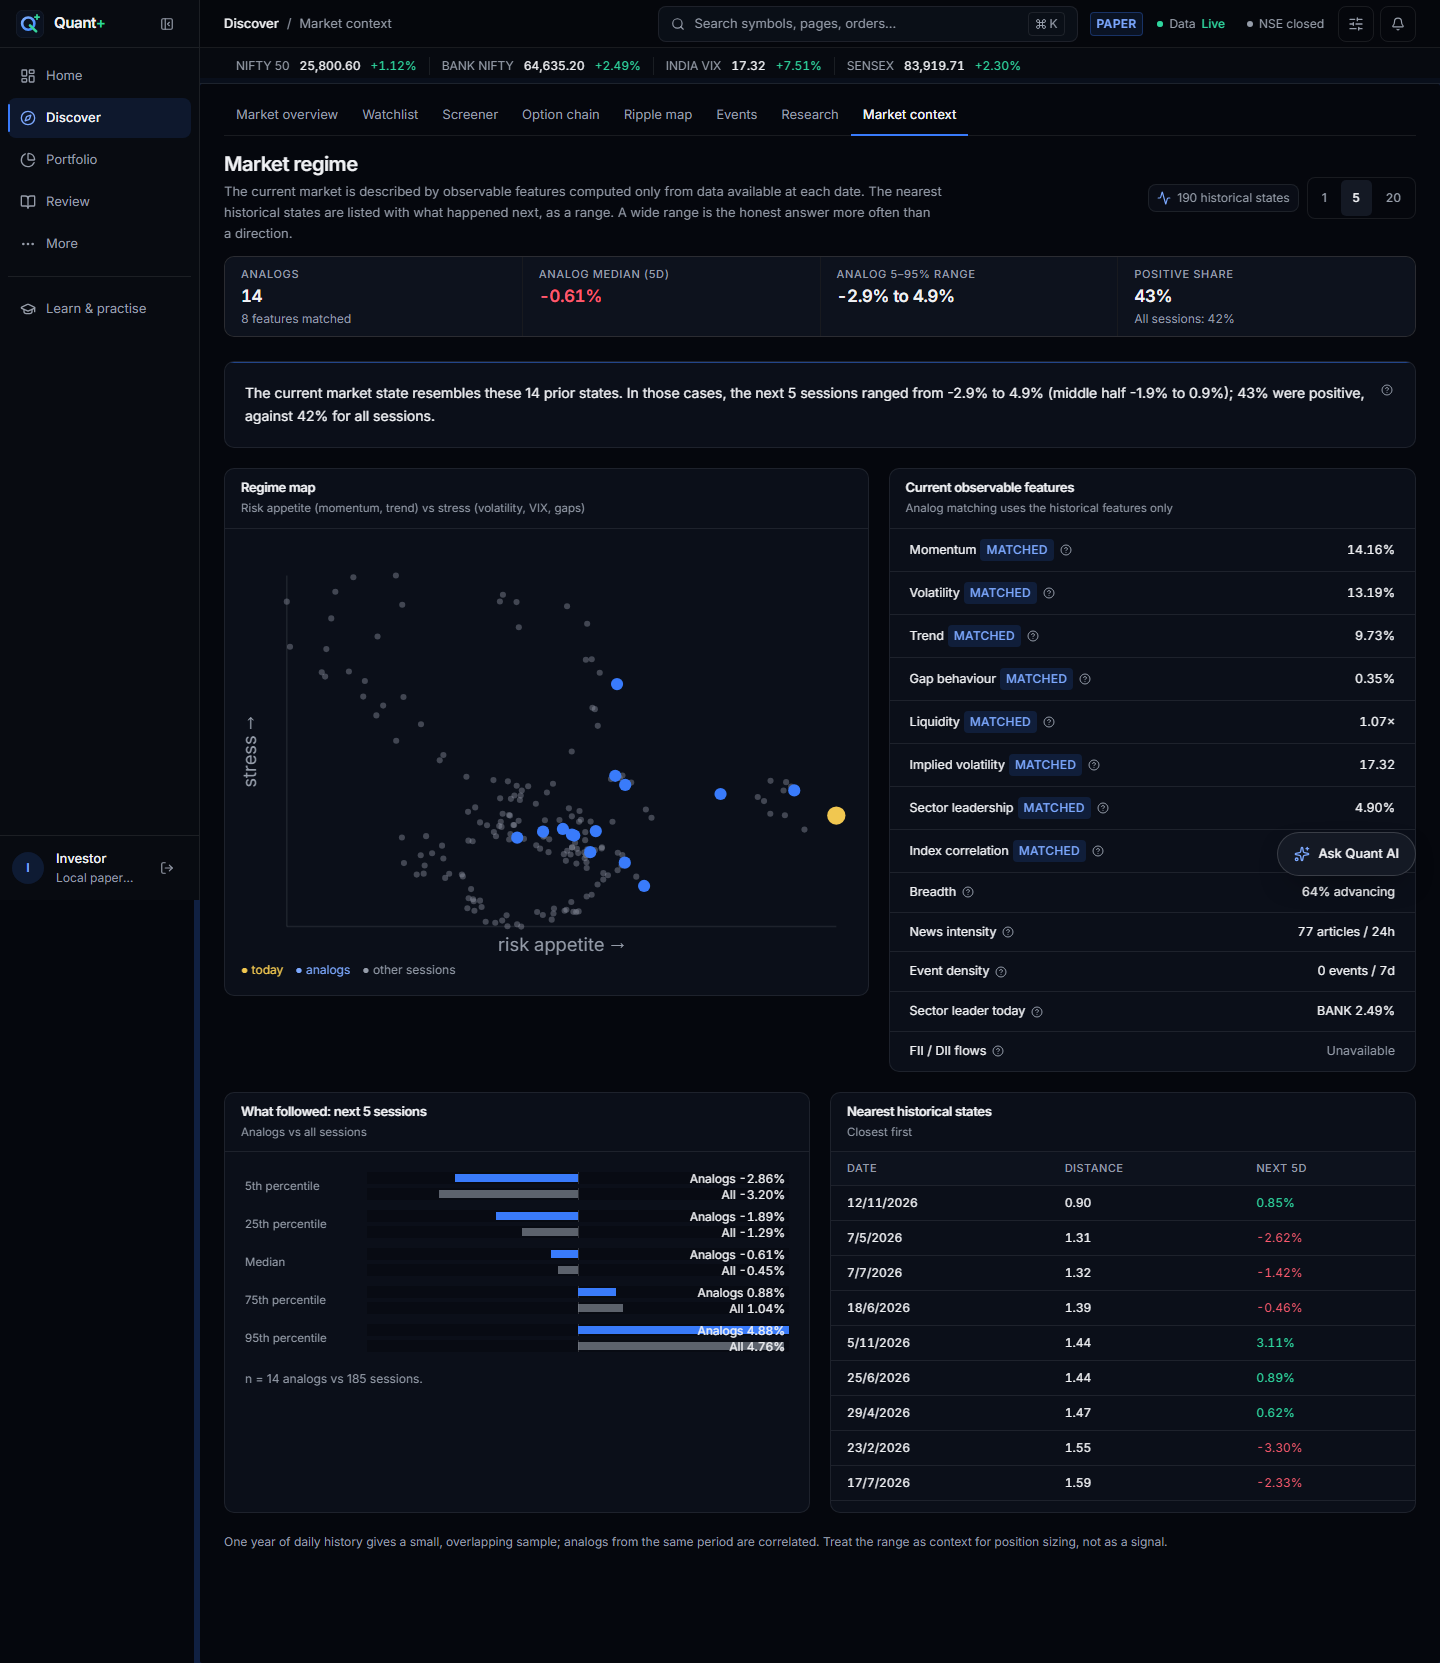 Quant+
Discover / Market context
Search symbols, pages, orders...
⌘ K
PAPER
Data Live
NSE closed
NIFTY 50 25,800.60 +1.12%
BANK NIFTY 64,635.20 +2.49%
INDIA VIX 17.32 +7.51%
SENSEX 83,919.71 +2.30%
Home
Discover
Portfolio
Review
More
Learn & practise
I
Investor
Local paper...
Market overview
Watchlist
Screener
Option chain
Ripple map
Events
Research
Market context
Market regime
The current market is described by observable features computed only from data available at each date. The nearest
historical states are listed with what happened next, as a range. A wide range is the honest answer more often than
a direction.
190 historical states
1 5 20
ANALOGS
14
8 features matched
ANALOG MEDIAN (5D)
-0.61%
ANALOG 5–95% RANGE
-2.9% to 4.9%
POSITIVE SHARE
43%
All sessions: 42%
The current market state resembles these 14 prior states. In those cases, the next 5 sessions ranged from -2.9% to 4.9% (middle half -1.9% to 0.9%); 43% were positive,
against 42% for all sessions.
Regime map
Risk appetite (momentum, trend) vs stress (volatility, VIX, gaps)
stress →
risk appetite →
today analogs other sessions
Current observable features
Analog matching uses the historical features only
Momentum MATCHED 14.16%
Volatility MATCHED 13.19%
Trend MATCHED 9.73%
Gap behaviour MATCHED 0.35%
Liquidity MATCHED 1.07×
Implied volatility MATCHED 17.32
Sector leadership MATCHED 4.90%
Index correlation MATCHED
Ask Quant AI
Breadth 64% advancing
News intensity 77 articles / 24h
Event density 0 events / 7d
Sector leader today BANK 2.49%
FII / DII flows Unavailable
What followed: next 5 sessions
Analogs vs all sessions
5th percentile
Analogs -2.86%
All -3.20%
25th percentile
Analogs -1.89%
All -1.29%
Median
Analogs -0.61%
All -0.45%
75th percentile
Analogs 0.88%
All 1.04%
95th percentile
Analogs 4.88%
All 4.76%
n = 14 analogs vs 185 sessions.
Nearest historical states
Closest first
DATE DISTANCE NEXT 5D
12/11/2026 0.90 0.85%
7/5/2026 1.31 -2.62%
7/7/2026 1.32 -1.42%
18/6/2026 1.39 -0.46%
5/11/2026 1.44 3.11%
25/6/2026 1.44 0.89%
29/4/2026 1.47 0.62%
23/2/2026 1.55 -3.30%
17/7/2026 1.59 -2.33%
One year of daily history gives a small, overlapping sample; analogs from the same period are correlated. Treat the range as context for position sizing, not as a signal.